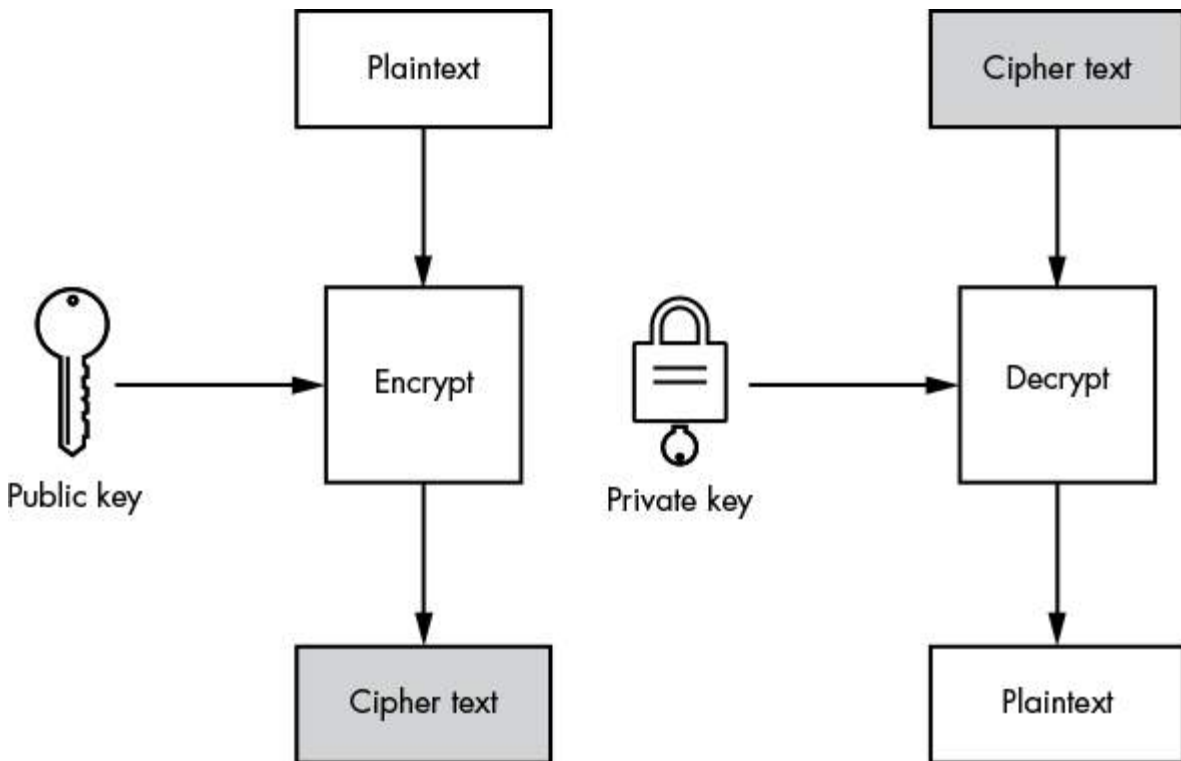 Plaintext
Cipher text
Encrypt
Decrypt
Public key
Private key
Cipher text
Plaintext